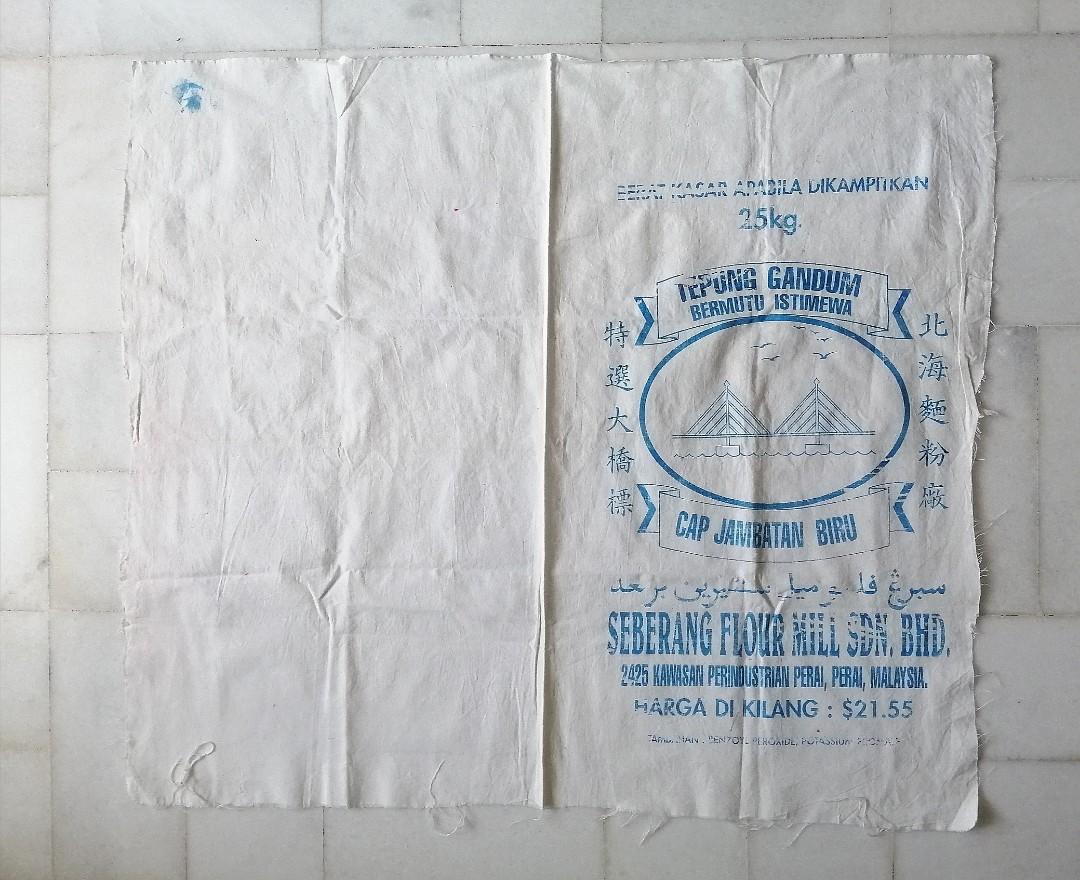 BERAT KASAR APABILA DIKAMPITKAN
25kg.
TEPUNG GANDUM
BERMUTU ISTIMEWA
特選大橋標
北海麵粉廠
CAP JAMBATAN BIRU
سبرڠ
SEBERANG FLOUR MILL SDN. BHD.
2425 KAWASAN PERINDUSTRIAN PERAI, PERAI, MALAYSIA.
HARGA DI KILANG : $21.55
BENZOYL PEROXIDE, POTASSIUM